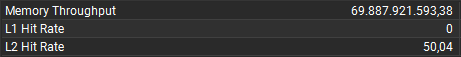 Memory Throughput 69.887.921.593,38
L1 Hit Rate 0
L2 Hit Rate 50,04